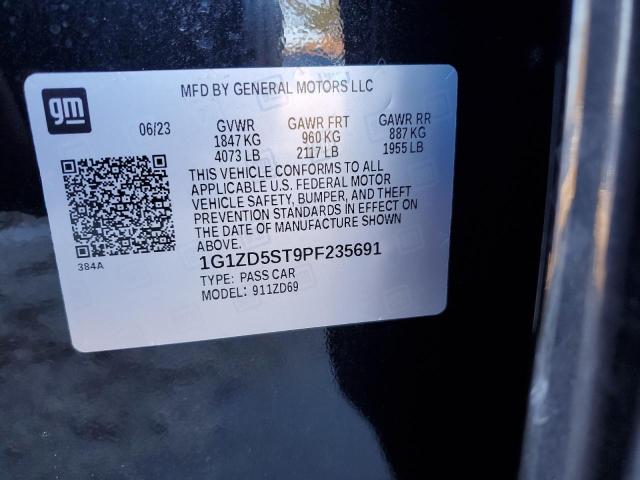 MFD BY GENERAL MOTORS LLC
gm
06/23 GVWR GAWR FRT GAWR RR
1847 KG 960 KG 887 KG
4073 LB 2117 LB 1955 LB
THIS VEHICLE CONFORMS TO ALL
APPLICABLE U.S. FEDERAL MOTOR
VEHICLE SAFETY, BUMPER, AND THEFT
PREVENTION STANDARDS IN EFFECT ON
THE DATE OF MANUFACTURE SHOWN
ABOVE.
384A
1G1ZD5ST9PF235691
TYPE: PASS CAR
MODEL: 911ZD69